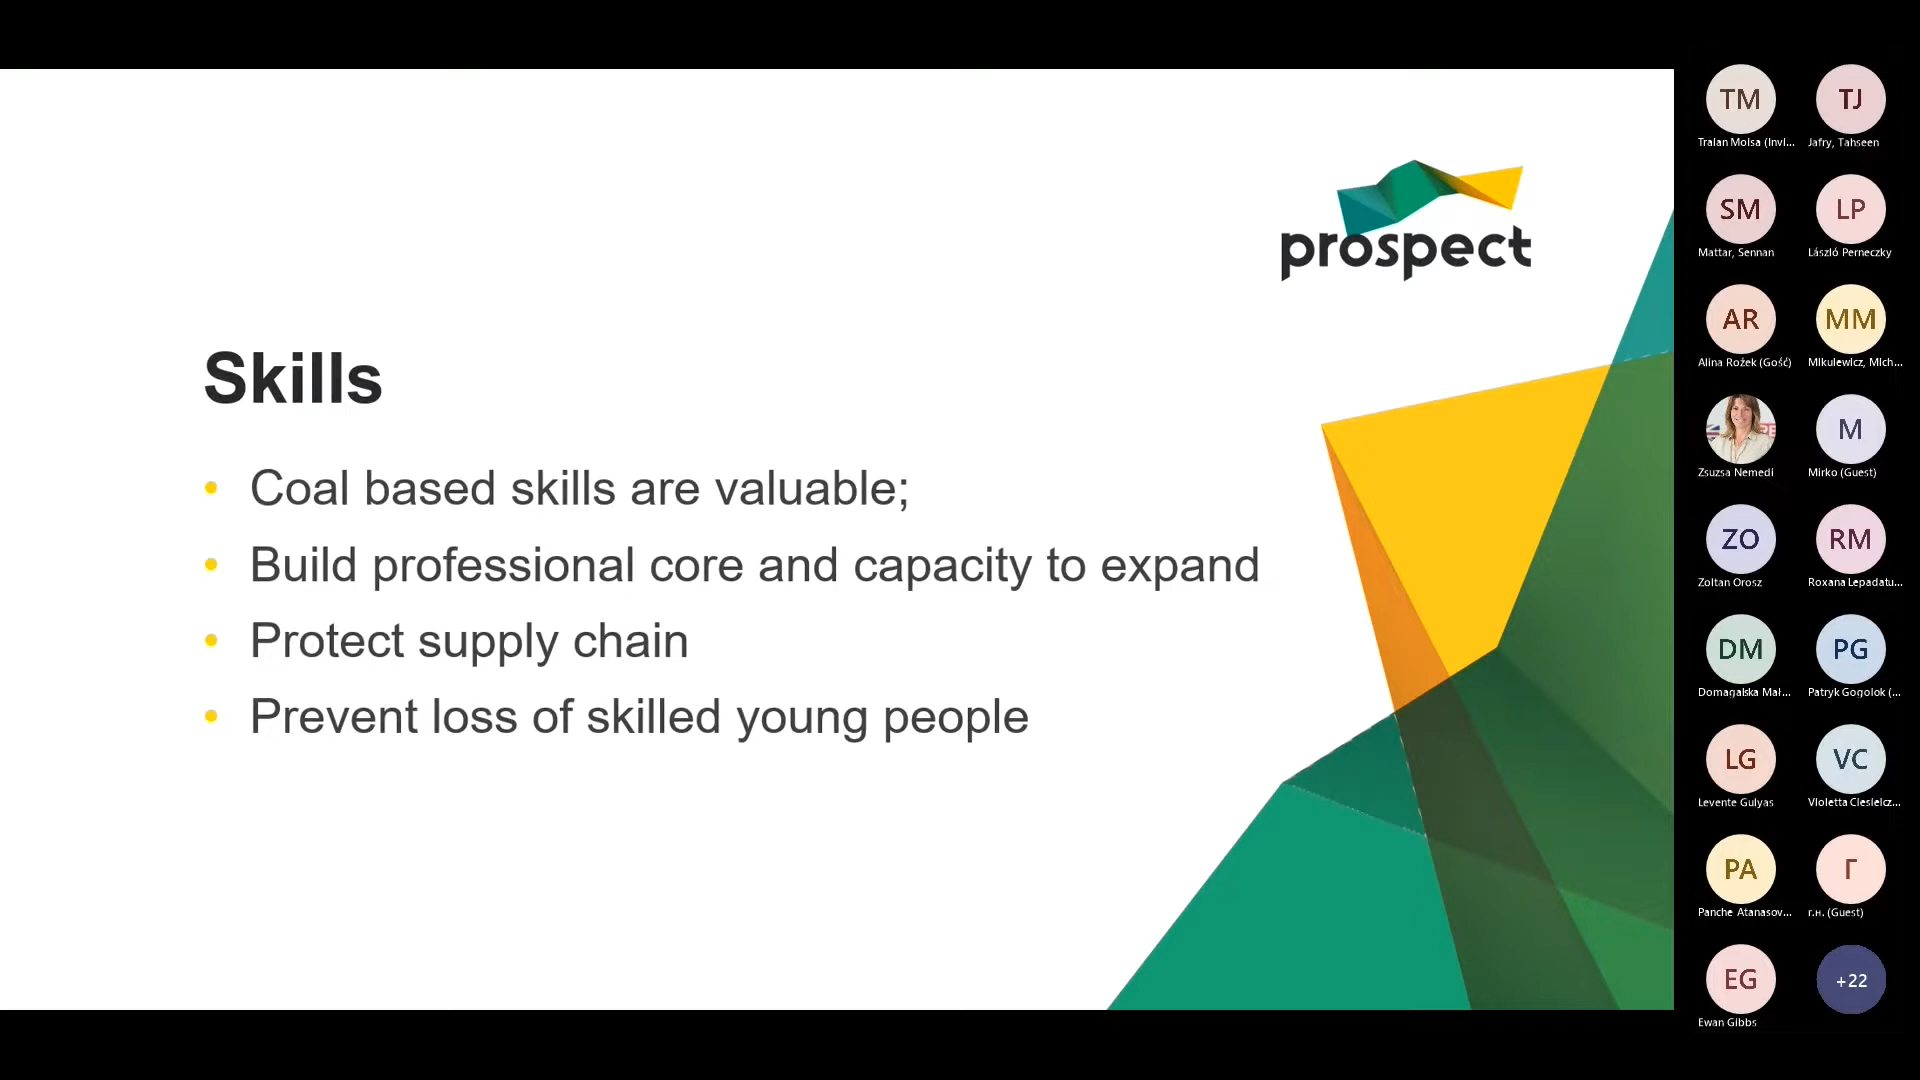 prospect
Skills
• Coal based skills are valuable;
• Build professional core and capacity to expand
• Protect supply chain
• Prevent loss of skilled young people
TM
TJ
Traian Moisa (Invi...
Jafry, Tahseen
SM
LP
Mattar, Sennan
László Perneczky
AR
MM
Alina Rożek (Gość)
Mikulewicz, Mich...
M
Zsuzsa Nemedi
Mirko (Guest)
ZO
RM
Zoltan Orosz
Roxana Lepadatu...
DM
PG
Domagalska Mał...
Patryk Gogolok (...
LG
VC
Levente Gulyas
Violetta Ciesielcz...
PA
Г
Panche Atanasov...
г.н. (Guest)
EG
+22
Ewan Gibbs